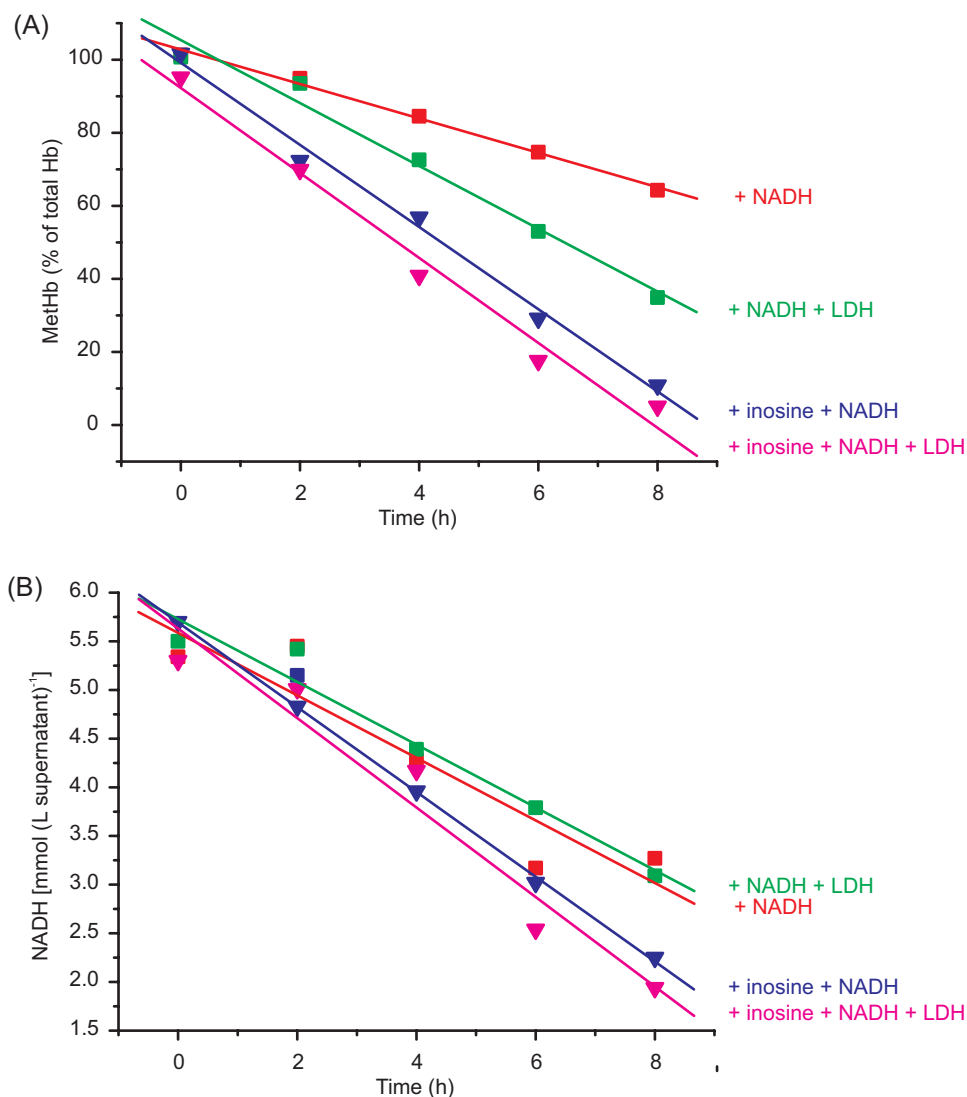 (A)
MetHb (% of total Hb)
100
80
60
40
20
0
0 2 4 6 8
Time (h)
+ NADH
+ NADH + LDH
+ inosine + NADH
+ inosine + NADH + LDH
(B)
NADH [mmol (L supernatant)⁻¹]
6.0
5.5
5.0
4.5
4.0
3.5
3.0
2.5
2.0
1.5
0 2 4 6 8
Time (h)
+ NADH + LDH
+ NADH
+ inosine + NADH
+ inosine + NADH + LDH